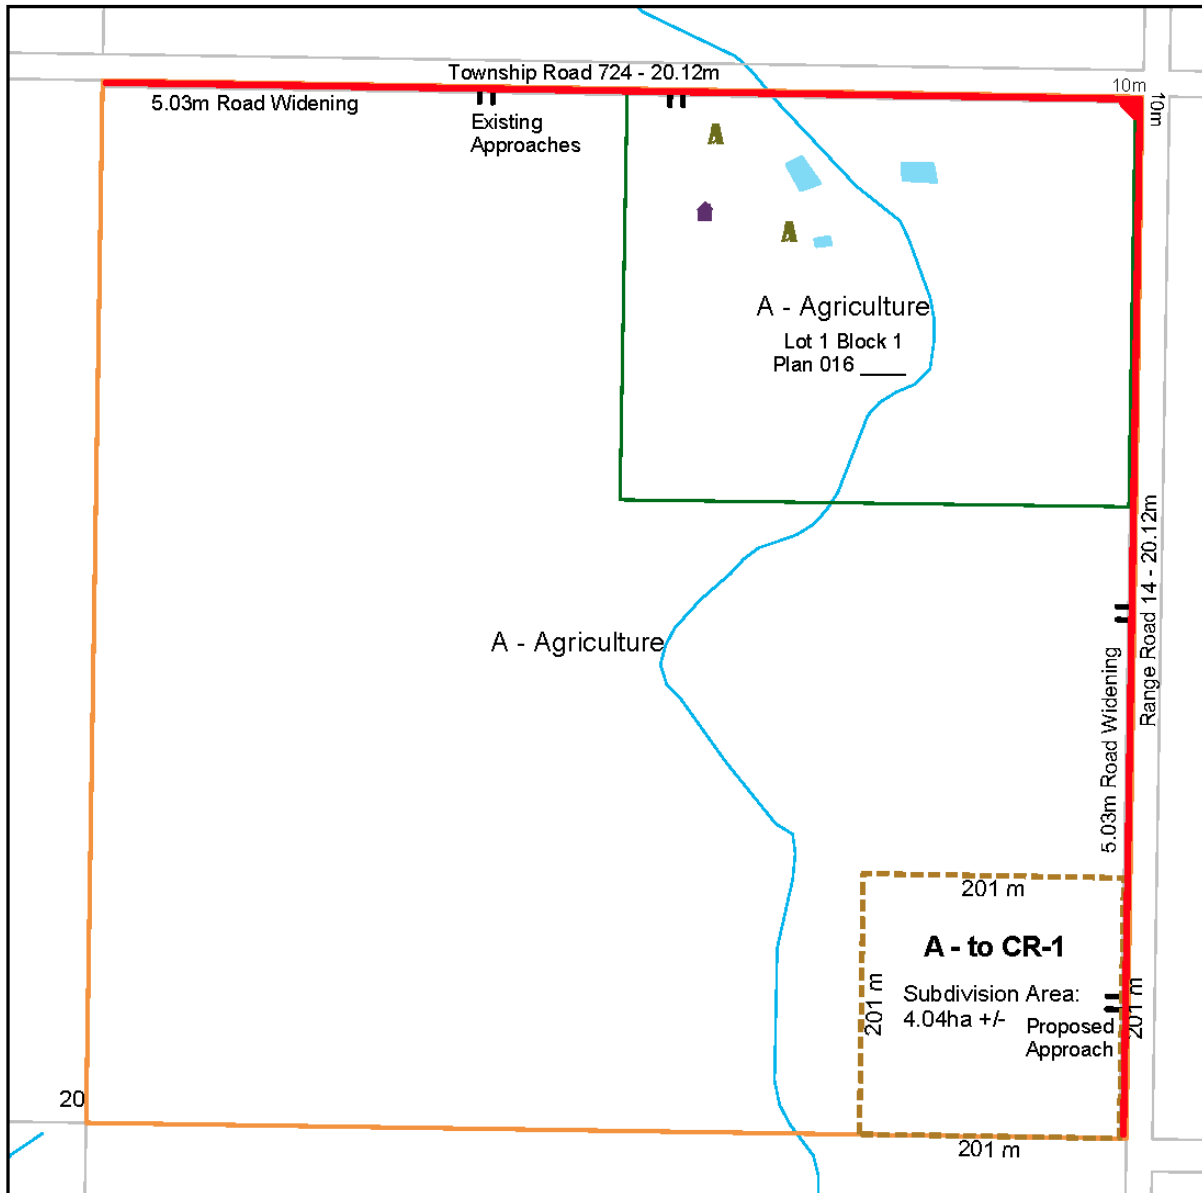 Township Road 724 - 20.12m
10m
10m
5.03m Road Widening
Existing
Approaches
A - Agriculture
Lot 1 Block 1
Plan 016 ____
Range Road 14 - 20.12m
A - Agriculture
5.03m Road Widening
201 m
A - to CR-1
201 m
Subdivision Area:
4.04ha +/-
201 m
Proposed
Approach
20
201 m